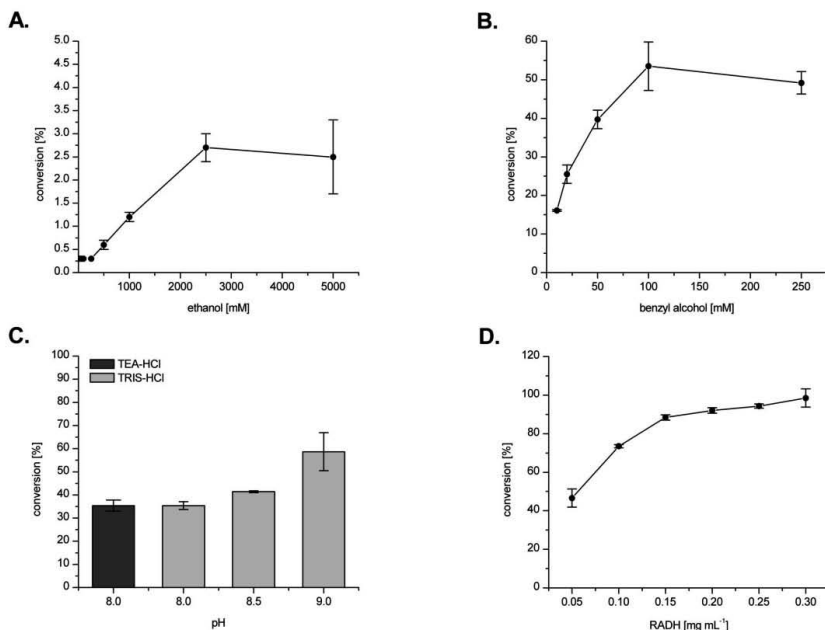 A.
5.0
4.5
4.0
3.5
3.0
2.5
2.0
1.5
1.0
0.5
0.0
conversion [%]
1000 2000 3000 4000 5000
ethanol [mM]
B.
60
50
40
30
20
10
0
conversion [%]
0 50 100 150 200 250
benzyl alcohol [mM]
C.
TEA-HCl
TRIS-HCl
100
90
80
70
60
50
40
30
20
10
0
conversion [%]
8.0 8.0 8.5 9.0
pH
D.
120
100
80
60
40
20
0
conversion [%]
0.05 0.10 0.15 0.20 0.25 0.30
RADH [mg mL⁻¹]